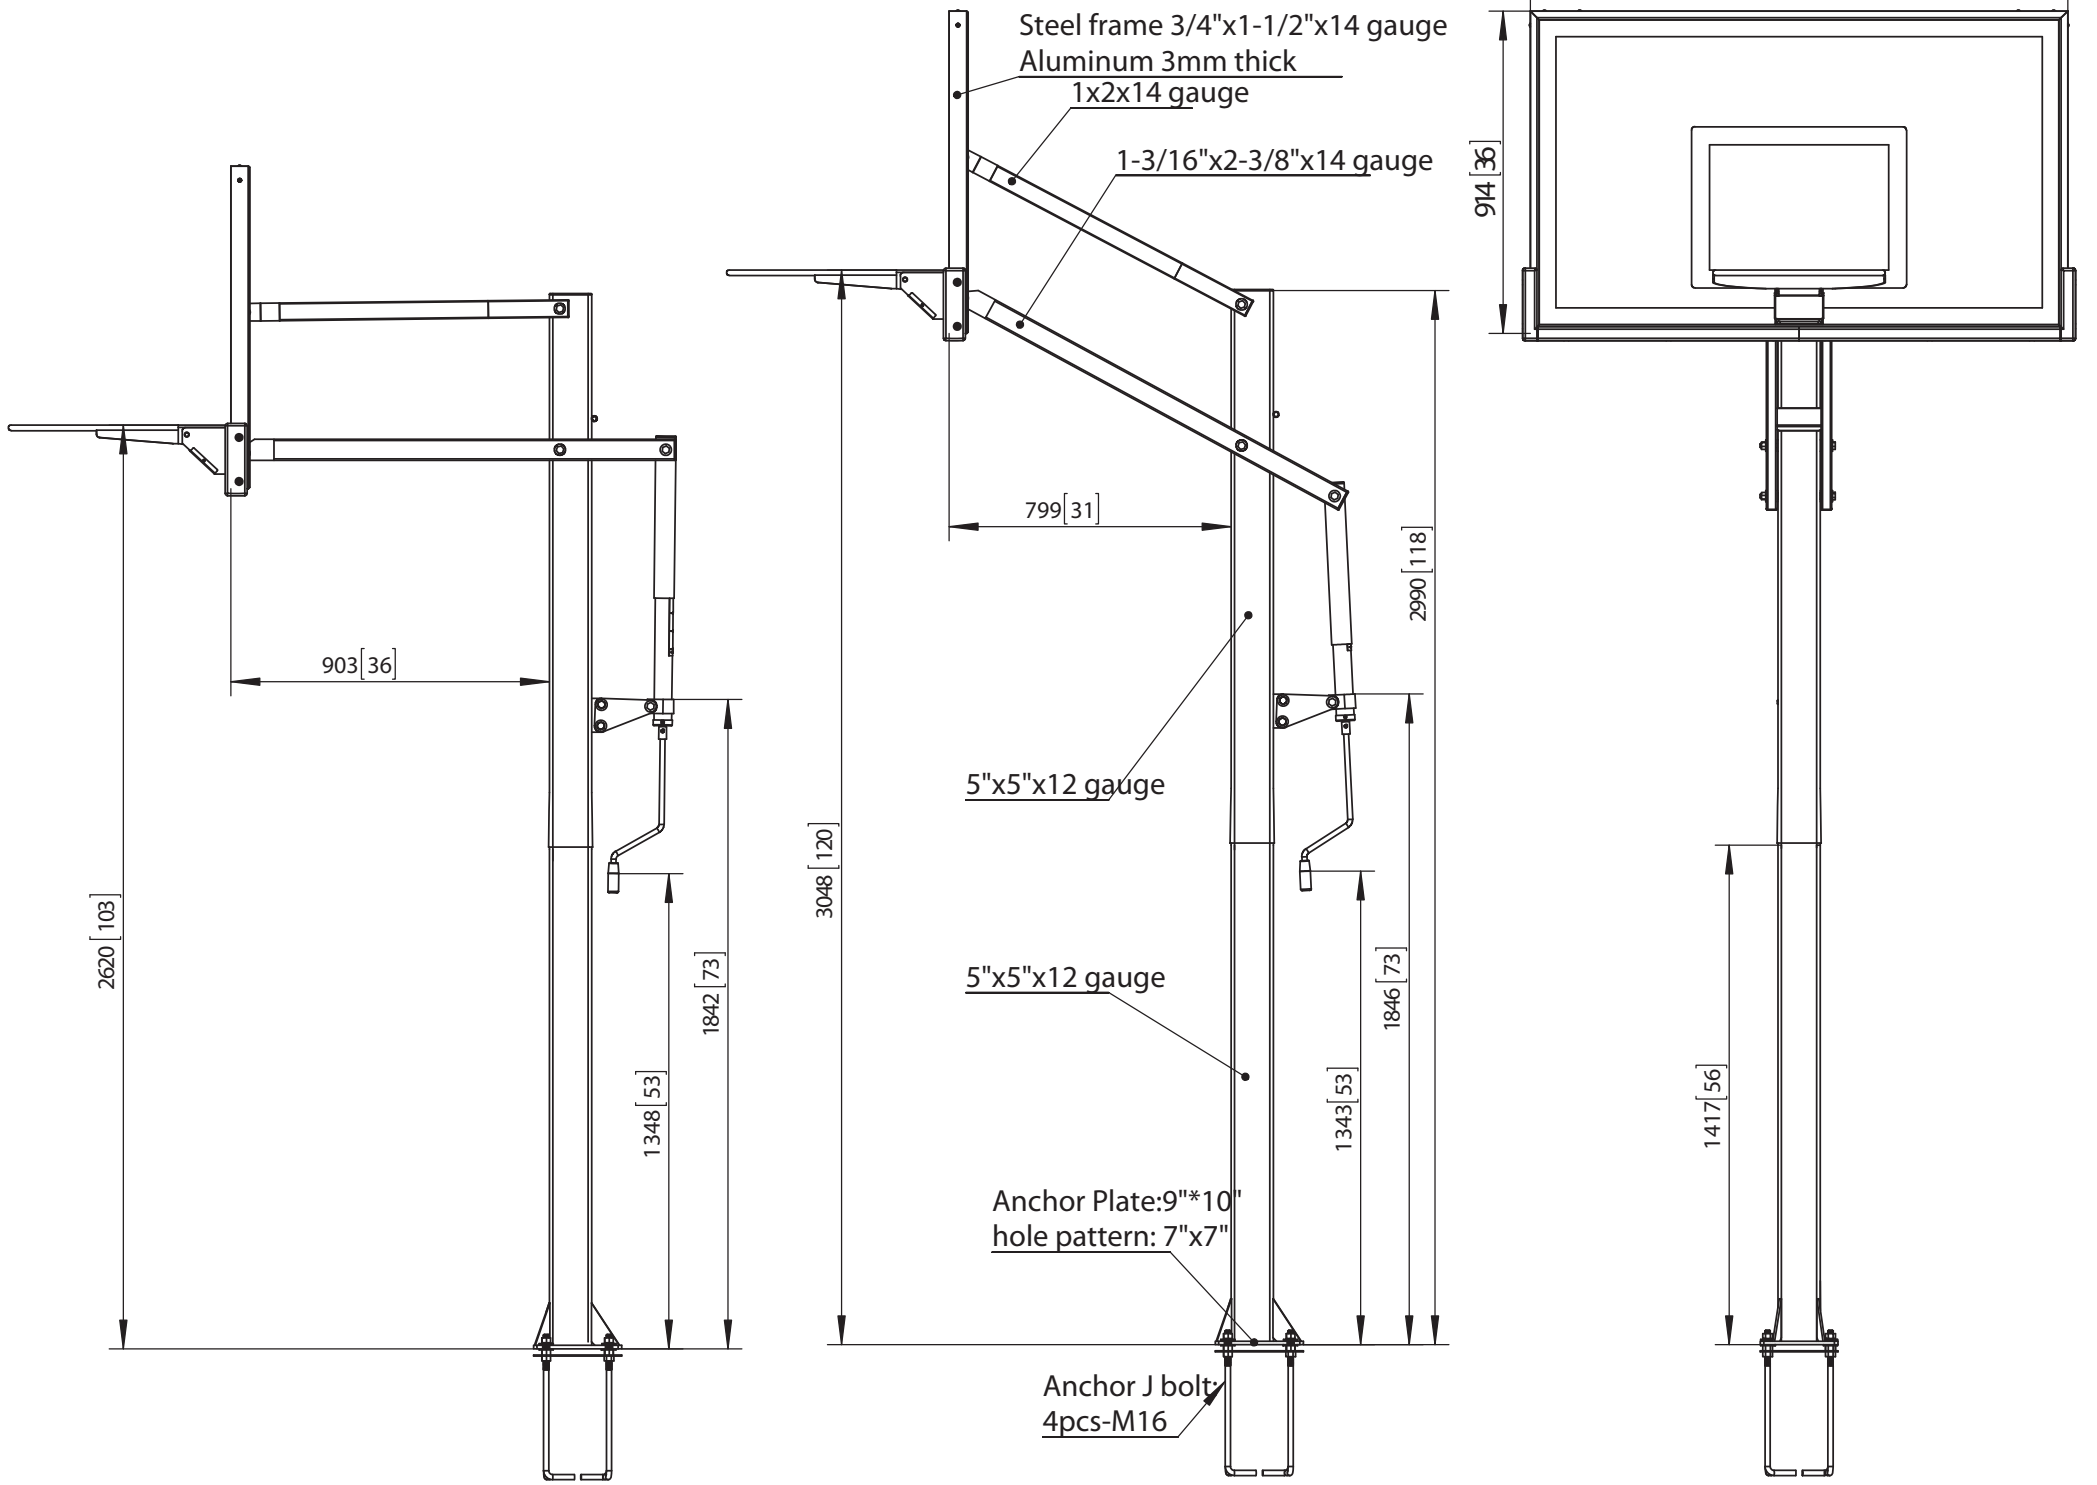 Steel frame 3/4"x1-1/2"x14 gauge
Aluminum 3mm thick
1x2x14 gauge
1-3/16"x2-3/8"x14 gauge
914 [36]
799[31]
2990 [118]
903[36]
5"x5"x12 gauge
3048 [120]
2620 [103]
5"x5"x12 gauge
1842 [73]
1846 [73]
1348 [53]
1343[53]
1417[56]
Anchor Plate:9"*10"
hole pattern: 7"x7"
Anchor J bolt:
4pcs-M16